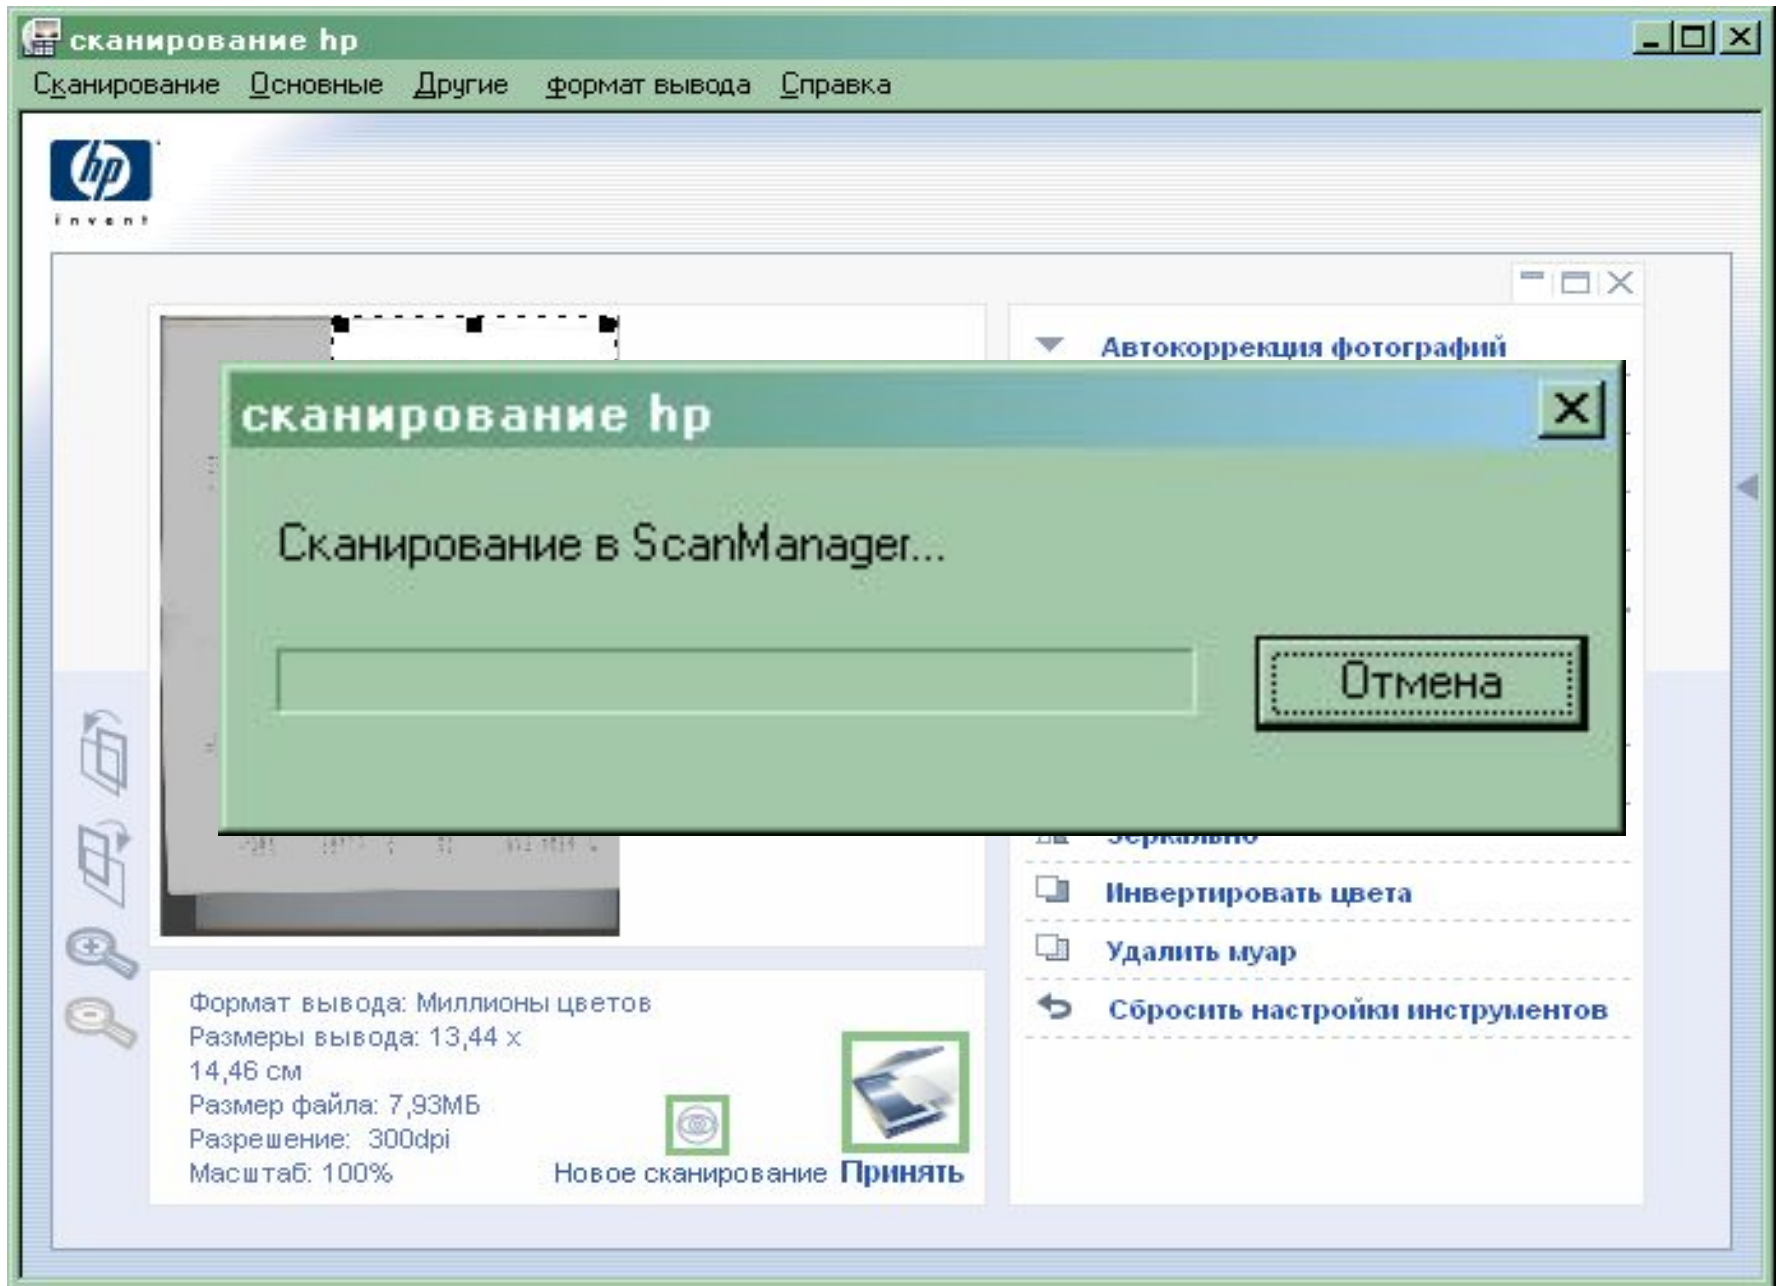 сканирование hp
Сканирование Основные Другие формат вывода Справка
hp
invent
Автокоррекция фотографий
сканирование hp
Сканирование в ScanManager...
Отмена
Зеркально
Инвертировать цвета
Удалить муар
Сбросить настройки инструментов
Формат вывода: Миллионы цветов
Размеры вывода: 13,44 x
14,46 см
Размер файла: 7,93МБ
Разрешение: 300dpi
Масштаб: 100%
Новое сканирование Принять